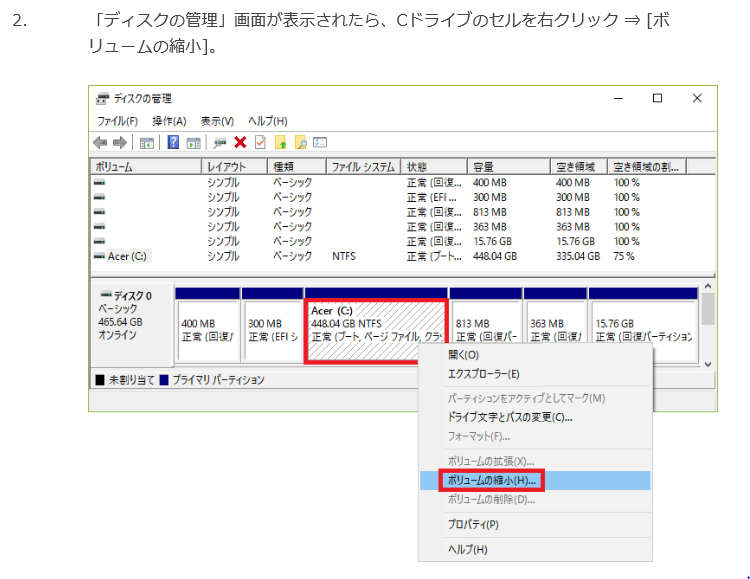 2. 「ディスクの管理」画面が表示されたら、Cドライブのセルを右クリック ⇒ [ボ
リュームの縮小]。
ディスクの管理
ファイル(F) 操作(A) 表示(V) ヘルプ(H)
ボリューム レイアウト 種類 ファイル システム 状態 容量 空き領域 空き領域の割...
シンプル ベーシック 正常 (回復... 400 MB 400 MB 100 %
シンプル ベーシック 正常 (EFI ... 300 MB 300 MB 100 %
シンプル ベーシック 正常 (回復... 813 MB 813 MB 100 %
シンプル ベーシック 正常 (回復... 363 MB 363 MB 100 %
シンプル ベーシック 正常 (回復... 15.76 GB 15.76 GB 100 %
Acer (C:) シンプル ベーシック NTFS 正常 (ブート... 448.04 GB 335.04 GB 75 %
ディスク 0
ベーシック
465.64 GB
オンライン
400 MB
正常 (回復パ
300 MB
正常 (EFI シ
Acer (C:)
448.04 GB NTFS
正常 (ブート, ページ ファイル, クラッ
813 MB
正常 (回復パー
363 MB
正常 (回復パ
15.76 GB
正常 (回復パーティション
未割り当て プライマリ パーティション
開く(O)
エクスプローラー(E)
パーティションをアクティブとしてマーク(M)
ドライブ文字とパスの変更(C)...
フォーマット(F)...
ボリュームの拡張(X)...
ボリュームの縮小(H)...
ボリュームの削除(D)...
プロパティ(P)
ヘルプ(H)